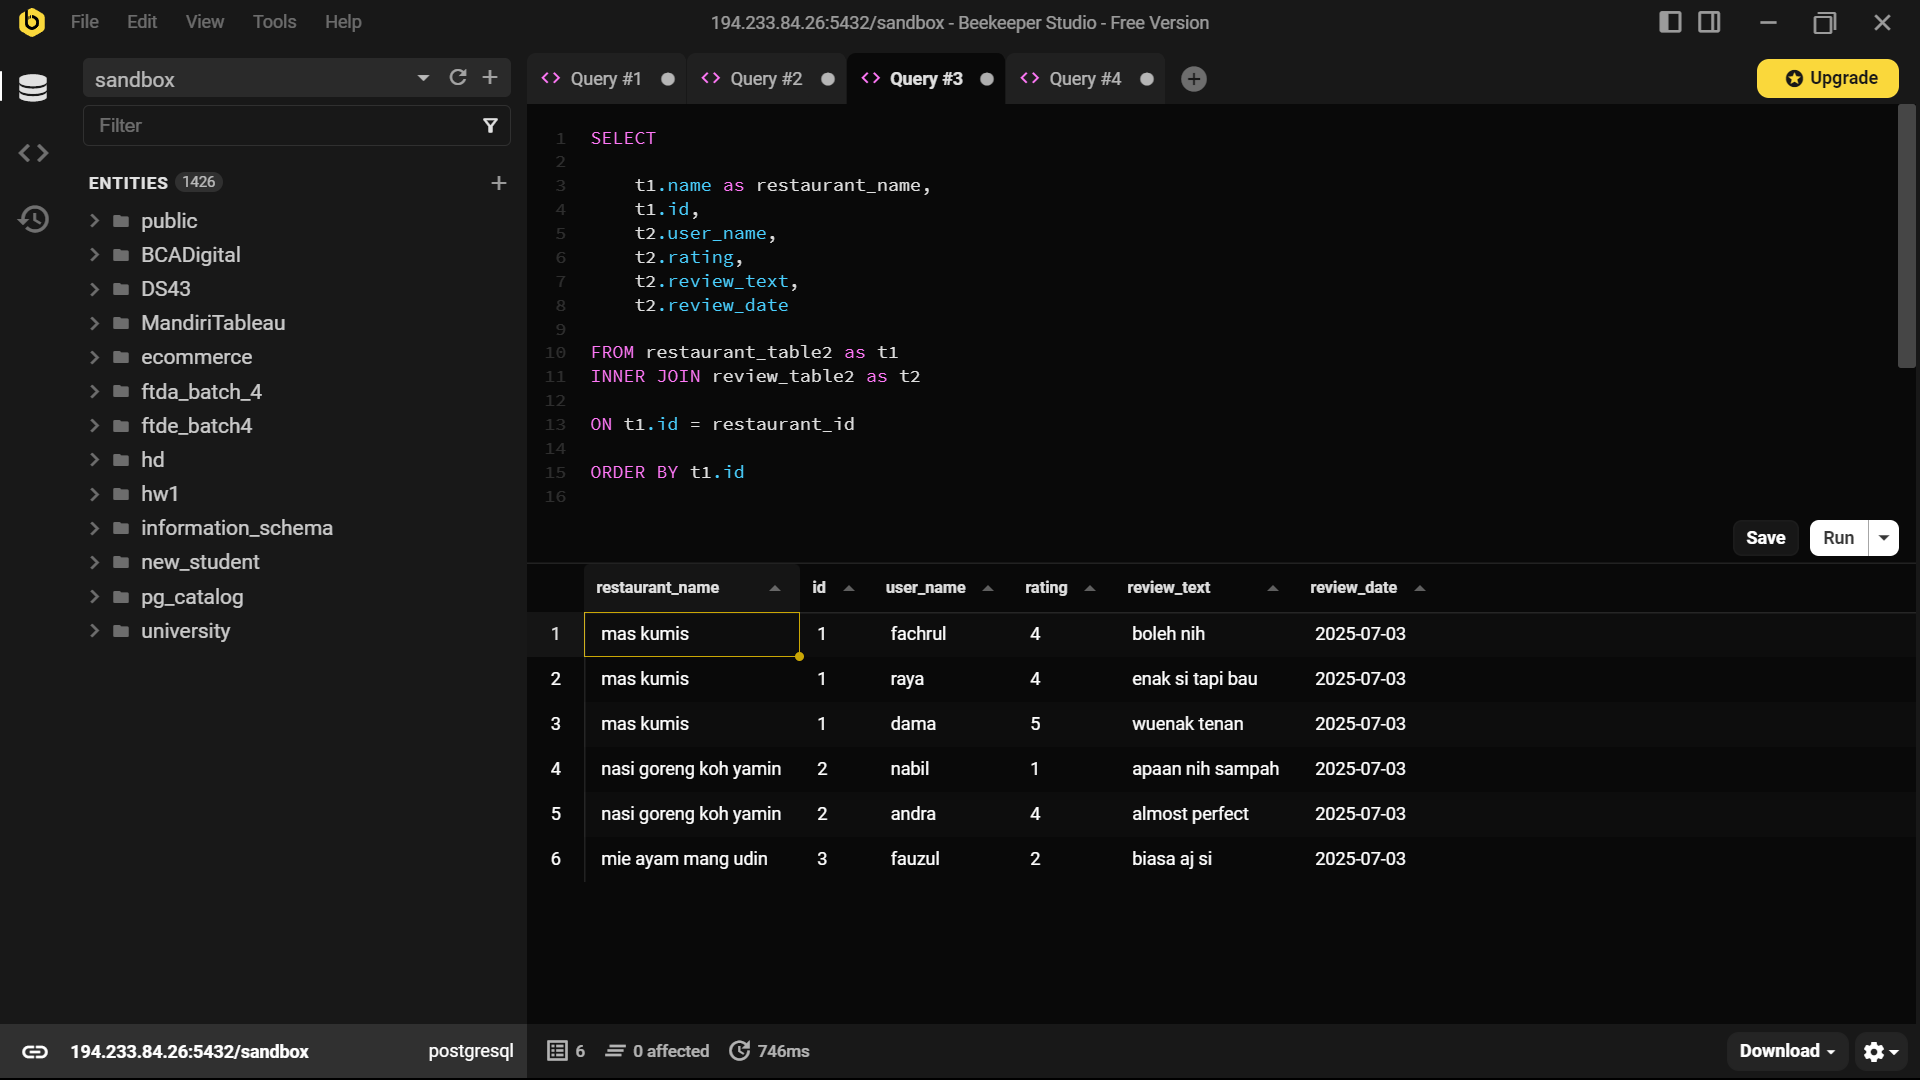 File Edit View Tools Help
194.233.84.26:5432/sandbox - Beekeeper Studio - Free Version
sandbox
Filter
ENTITIES 1426
public
BCADigital
DS43
MandiriTableau
ecommerce
ftda_batch_4
ftde_batch4
hd
hw1
information_schema
new_student
pg_catalog
university
Query #1 Query #2 Query #3 Query #4
Upgrade
1 SELECT
2
3 t1.name as restaurant_name,
4 t1.id,
5 t2.user_name,
6 t2.rating,
7 t2.review_text,
8 t2.review_date
9
10 FROM restaurant_table2 as t1
11 INNER JOIN review_table2 as t2
12
13 ON t1.id = restaurant_id
14
15 ORDER BY t1.id
16
Save Run
restaurant_name id user_name rating review_text review_date
1 mas kumis 1 fachrul 4 boleh nih 2025-07-03
2 mas kumis 1 raya 4 enak si tapi bau 2025-07-03
3 mas kumis 1 dama 5 wuenak tenan 2025-07-03
4 nasi goreng koh yamin 2 nabil 1 apaan nih sampah 2025-07-03
5 nasi goreng koh yamin 2 andra 4 almost perfect 2025-07-03
6 mie ayam mang udin 3 fauzul 2 biasa aj si 2025-07-03
194.233.84.26:5432/sandbox postgresql
6 0 affected 746ms
Download